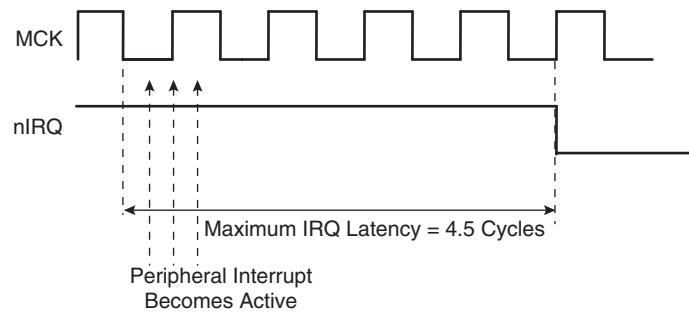 MCK
nIRQ
Maximum IRQ Latency = 4.5 Cycles
Peripheral Interrupt
Becomes Active